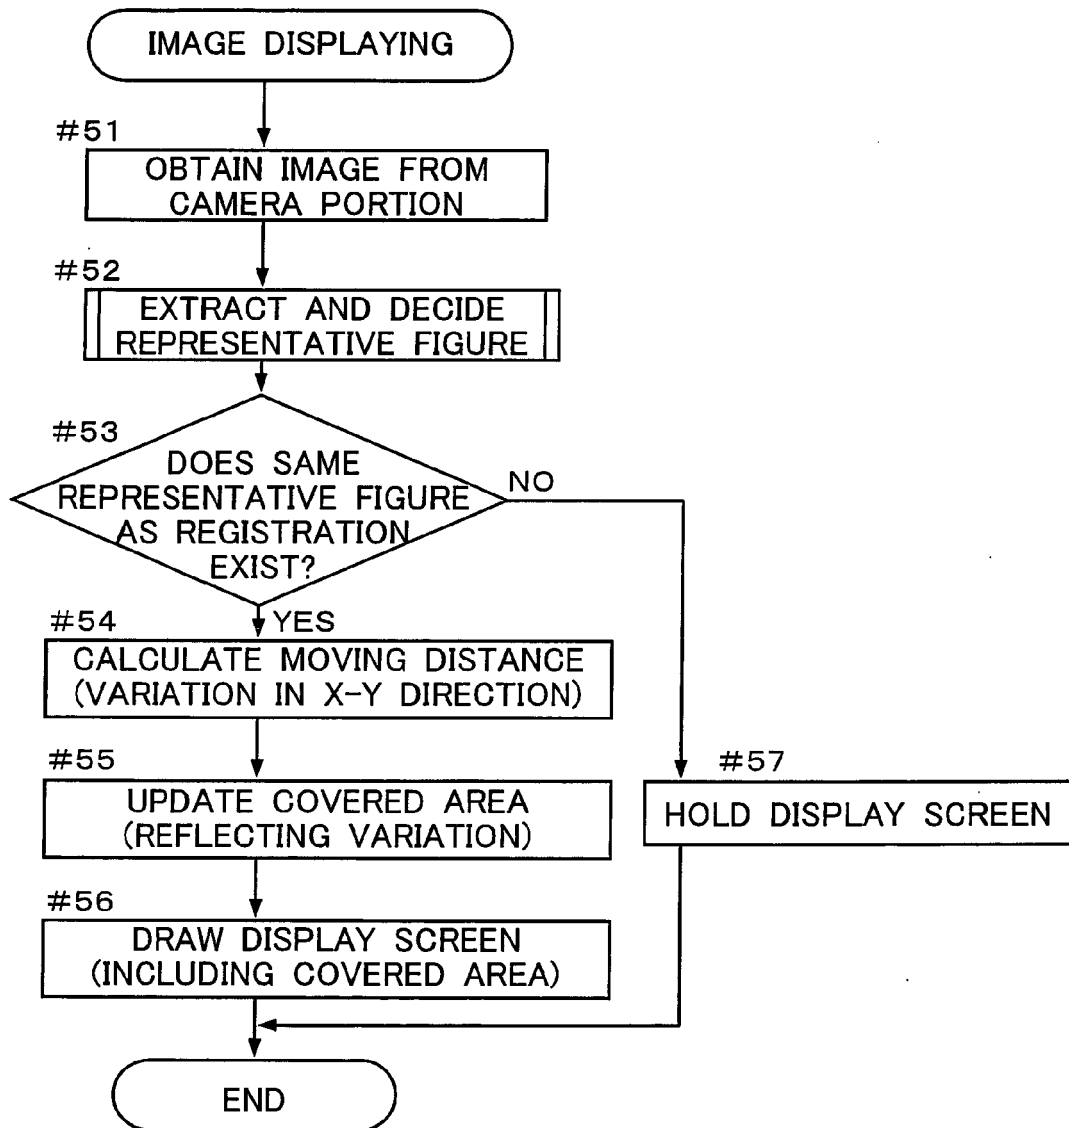 IMAGE DISPLAYING
#51
OBTAIN IMAGE FROM
CAMERA PORTION
#52
EXTRACT AND DECIDE
REPRESENTATIVE FIGURE
#53
DOES SAME
REPRESENTATIVE FIGURE
AS REGISTRATION
EXIST?
NO
YES
#54
CALCULATE MOVING DISTANCE
(VARIATION IN X-Y DIRECTION)
#55
UPDATE COVERED AREA
(REFLECTING VARIATION)
#57
HOLD DISPLAY SCREEN
#56
DRAW DISPLAY SCREEN
(INCLUDING COVERED AREA)
END